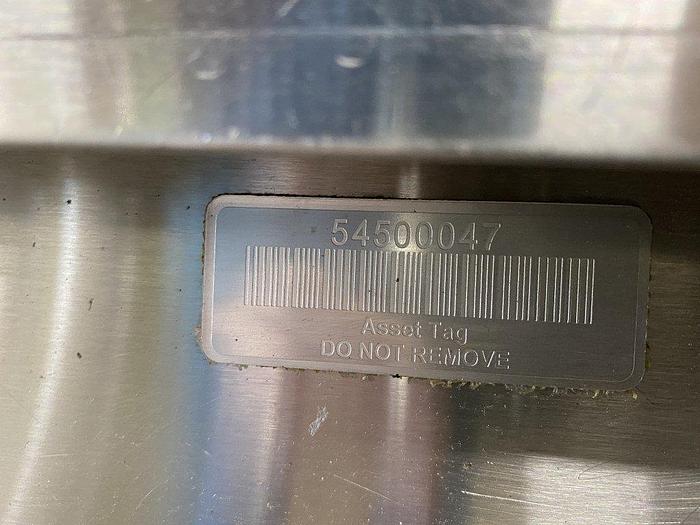 54500047
Asset Tag
DO NOT REMOVE